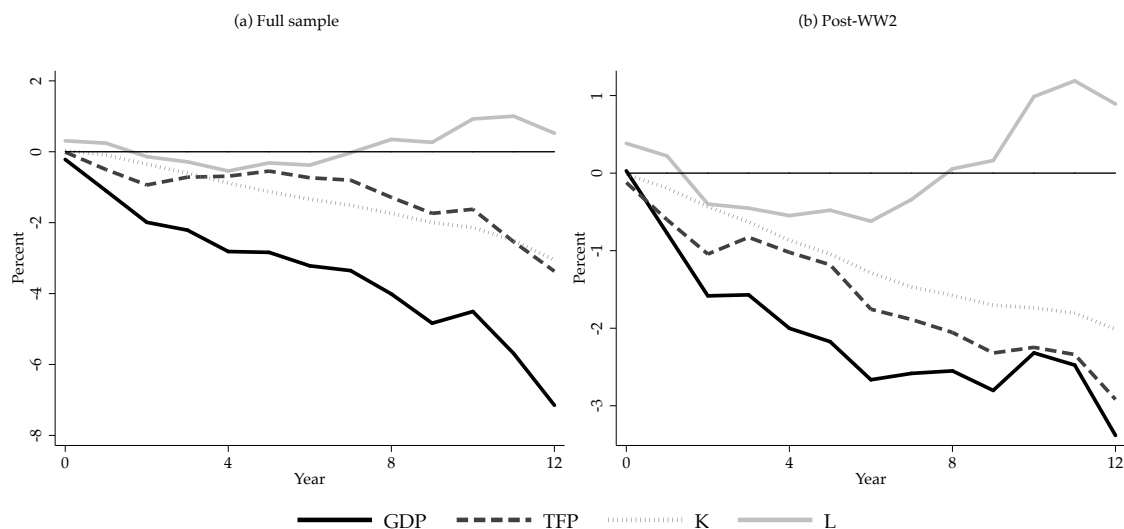 (a) Full sample
2
0
-2
-4
-6
-8
Percent
0 4 8 12
Year
(b) Post-WW2
1
0
-1
-2
-3
Percent
0 4 8 12
Year
GDP TFP K L